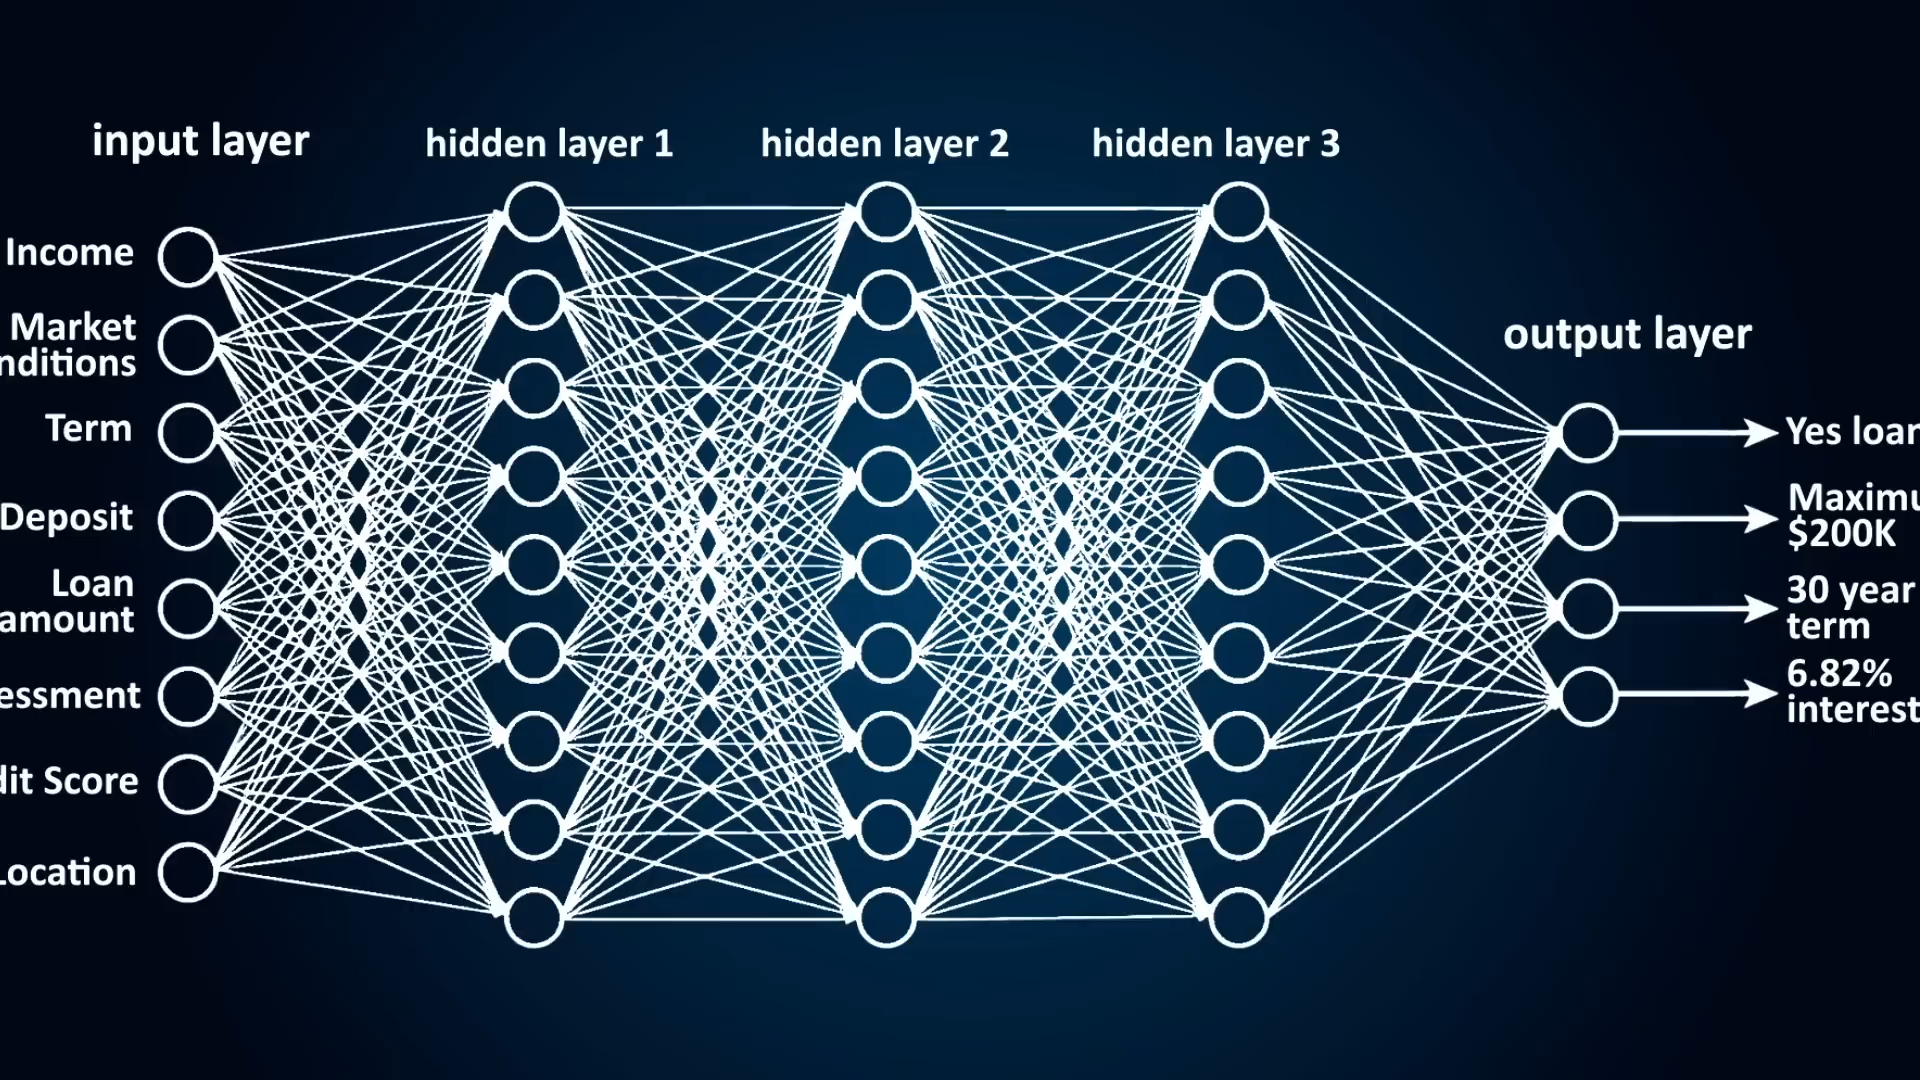 input layer
hidden layer 1
hidden layer 2
hidden layer 3
Income
Market
nditions
Term
Deposit
Loan
amount
essment
dit Score
Location
output layer
Yes loan
Maximu
$200K
30 year
term
6.82%
interest